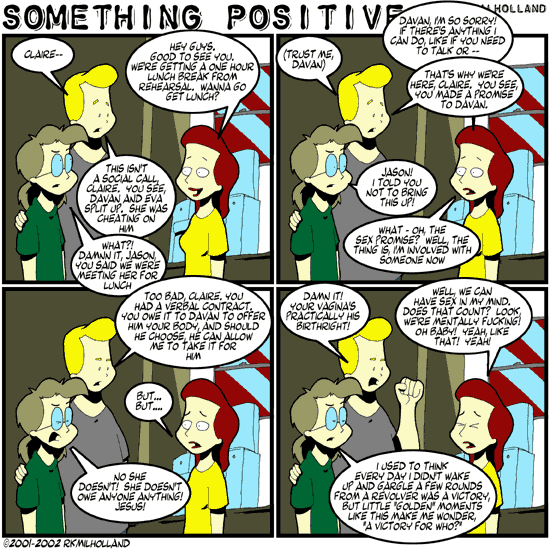 SOMETHING POSITIVE
HOLLAND
CLAIRE--
HEY GUYS,
GOOD TO SEE YOU.
WE'RE GETTING A ONE HOUR
LUNCH BREAK FROM
REHEARSAL. WANNA GO
GET LUNCH?
THIS ISN'T
A SOCIAL CALL,
CLAIRE. YOU SEE,
DAVAN AND EVA
SPLIT UP. SHE WAS
CHEATING ON
HIM
WHAT?!
DAMNN IT, JASON,
YOU SAID WE WERE
MEETING HER FOR
LUNCH
(TRUST ME,
DAVAN)
DAVAN, I'M SO SORRY!
IF THERE'S ANYTHING I
CAN DO, LIKE IF YOU NEED
TO TALK OR --
THAT'S WHY WE'RE
HERE, CLAIRE. YOU SEE,
YOU MADE A PROMISE
TO DAVAN.
JASON!
I TOLD YOU
NOT TO BRING
THIS UP!
WHAT - OH, THE
SEX PROMISE? WELL, THE
THING IS, I'M INVOLVED WITH
SOMEONE NOW
TOO BAD, CLAIRE. YOU
HAD A VERBAL CONTRACT,
YOU OWE IT TO DAVAN TO OFFER
HIM YOUR BODY, AND SHOULD
HE CHOOSE, HE CAN ALLOW
ME TO TAKE IT FOR
HIM
BUT...
BUT....
NO SHE
DOESN'T! SHE DOESN'T
OWE ANYONE ANYTHING!
JESUS!
DAMN IT!
YOUR VAGINA'S
PRACTICALLY HIS
BIRTHRIGHT!
WELL, WE CAN
HAVE SEX IN MY MIND.
DOES THAT COUNT? LOOK,
WE'RE MENTALLY FUCKING!
OH BABY! YEAH, LIKE
THAT! YEAH!
I USED TO THINK
EVERY DAY I DIDN'T WAKE
UP AND GARGLE A FEW ROUNDS
FROM A REVOLVER WAS A VICTORY,
BUT LITTLE "GOLDEN" MOMENTS
LIKE THIS MAKE ME WONDER,
"A VICTORY FOR WHO?"
©2001-2002 RKMILHOLLAND